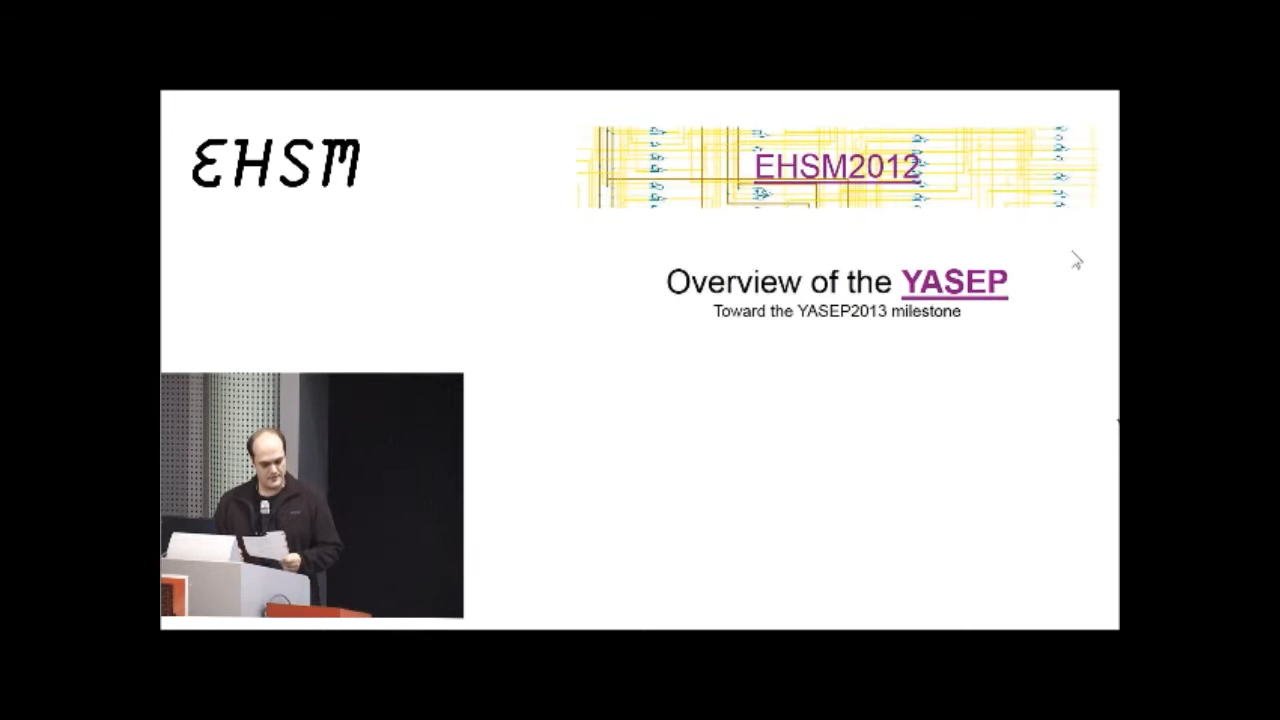 EHSM
EHSM2012
Overview of the YASEP
Toward the YASEP2013 milestone